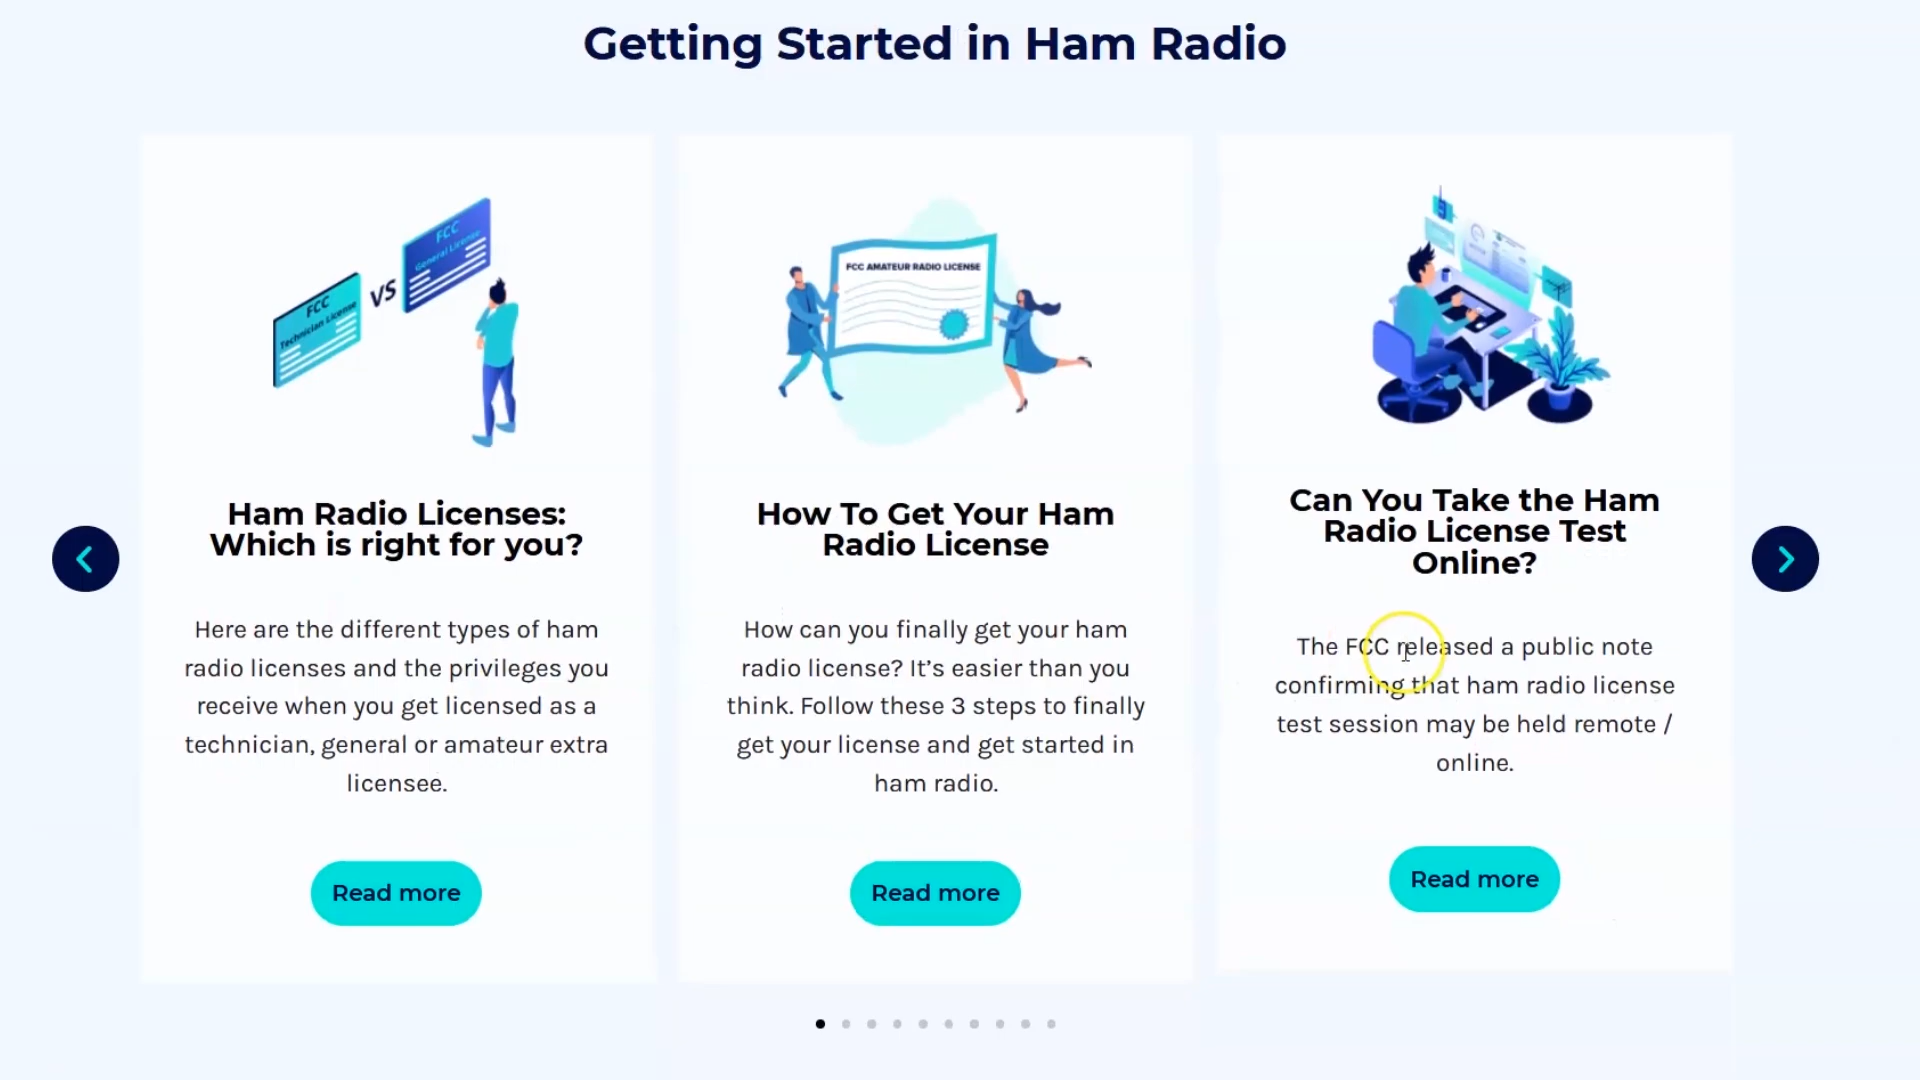 Getting Started in Ham Radio
FCC
General License
VS
FCC
Technician License
Ham Radio Licenses:
Which is right for you?
Here are the different types of ham
radio licenses and the privileges you
receive when you get licensed as a
technician, general or amateur extra
licensee.
Read more
FCC AMATEUR RADIO LICENSE
How To Get Your Ham
Radio License
How can you finally get your ham
radio license? It’s easier than you
think. Follow these 3 steps to finally
get your license and get started in
ham radio.
Read more
Can You Take the Ham
Radio License Test
Online?
The FCC released a public note
confirming that ham radio license
test session may be held remote /
online.
Read more